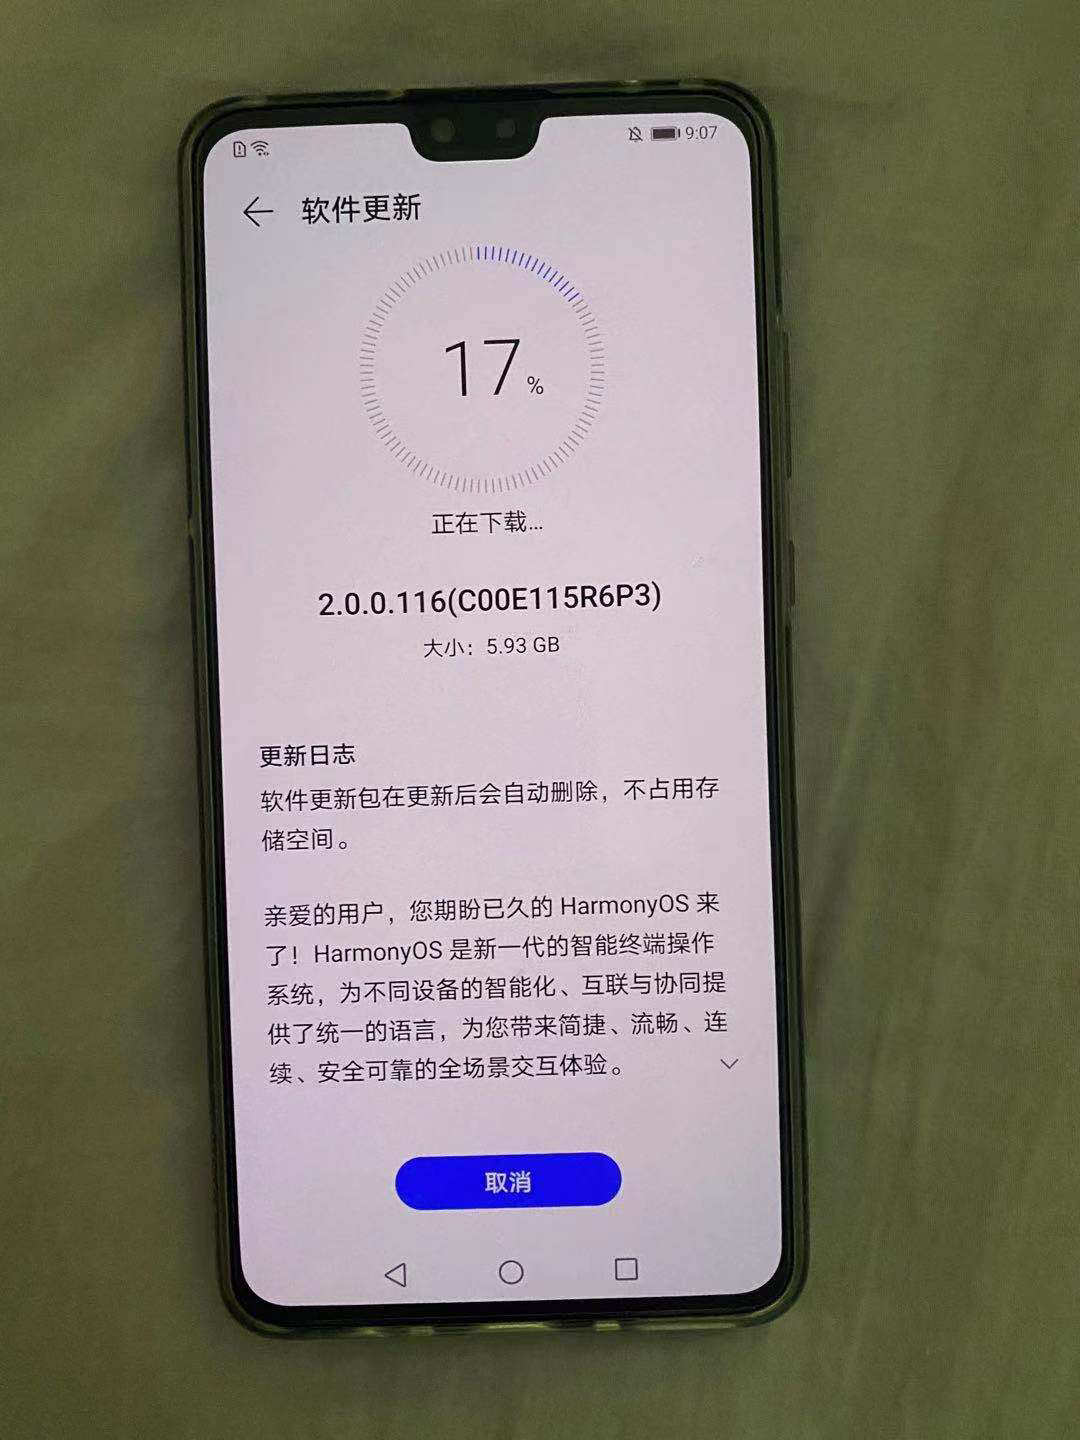 9:07
软件更新
17%
正在下载...
2.0.0.116(C00E115R6P3)
大小：5.93 GB
更新日志
软件更新包在更新后会自动删除，不占用存
储空间。
亲爱的用户，您期盼已久的 HarmonyOS 来
了！HarmonyOS 是新一代的智能终端操作
系统，为不同设备的智能化、互联与协同提
供了统一的语言，为您带来简捷、流畅、连
续、安全可靠的全场景交互体验。
取消